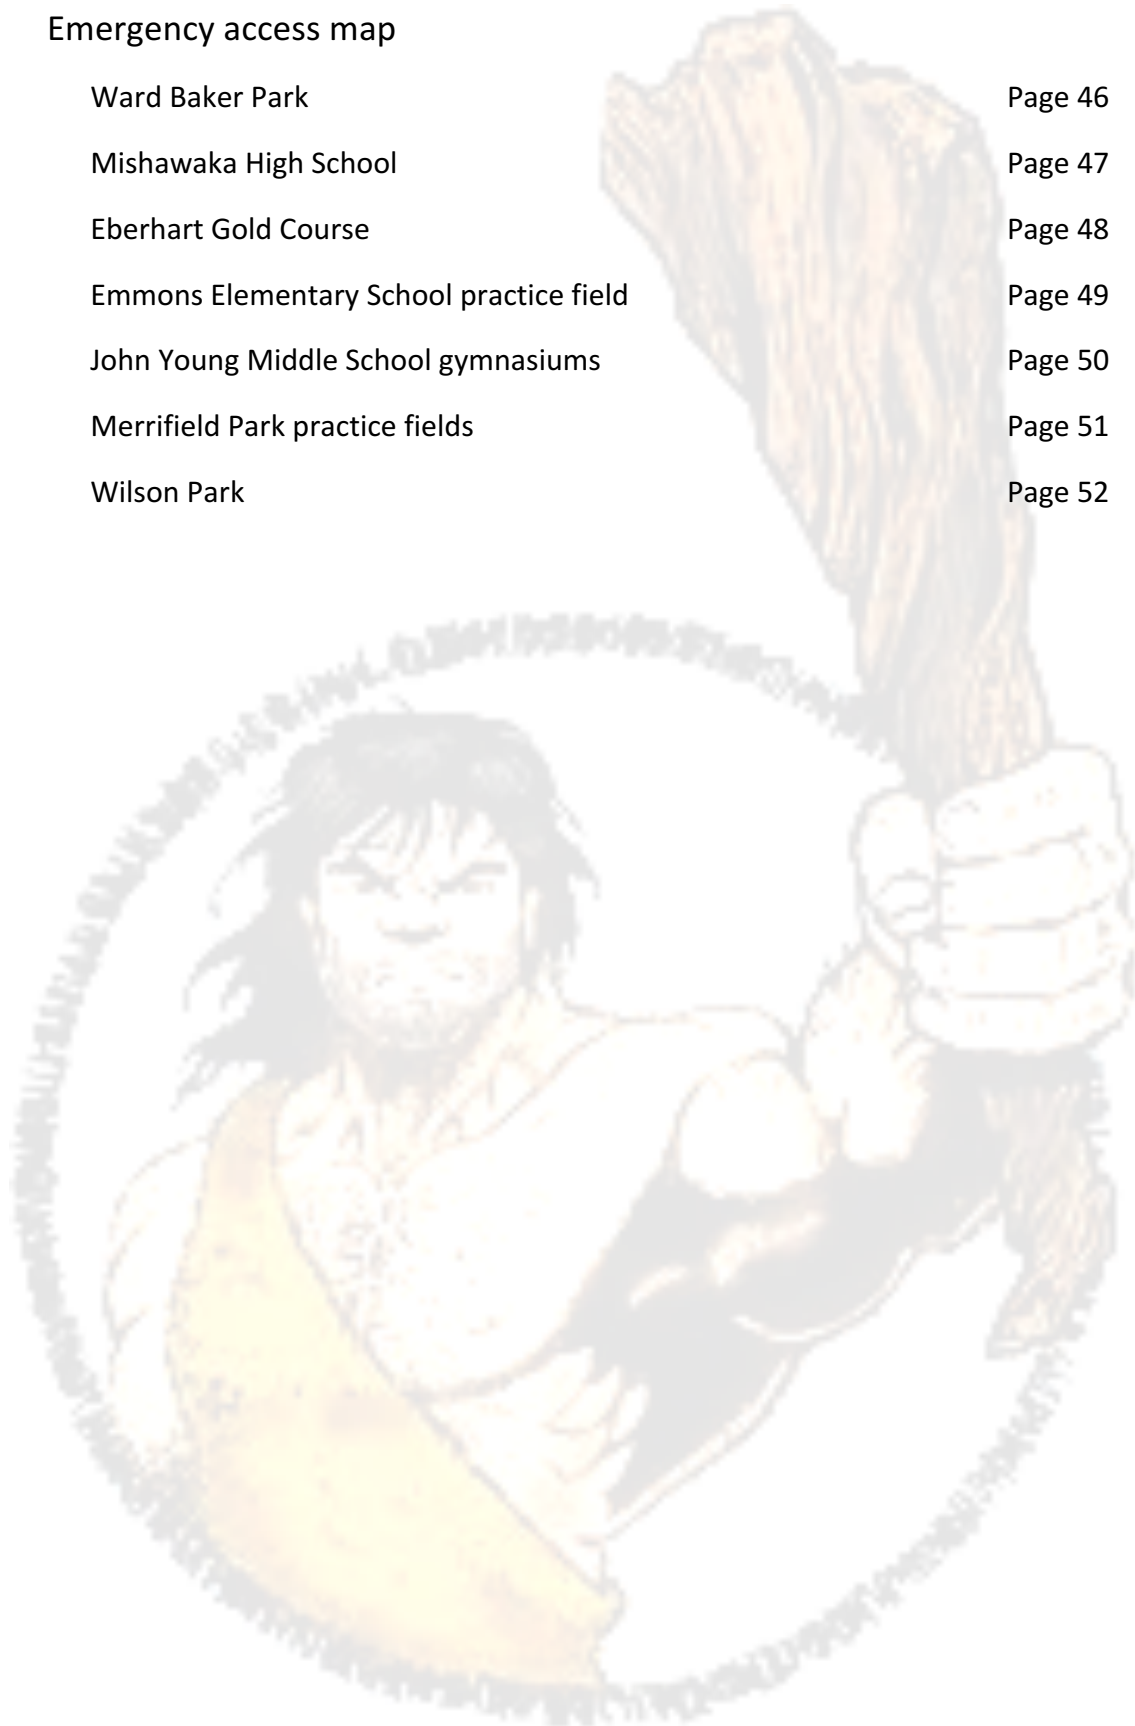 Emergency access map
Ward Baker Park Page 46
Mishawaka High School Page 47
Eberhart Gold Course Page 48
Emmons Elementary School practice field Page 49
John Young Middle School gymnasiums Page 50
Merrifield Park practice fields Page 51
Wilson Park Page 52